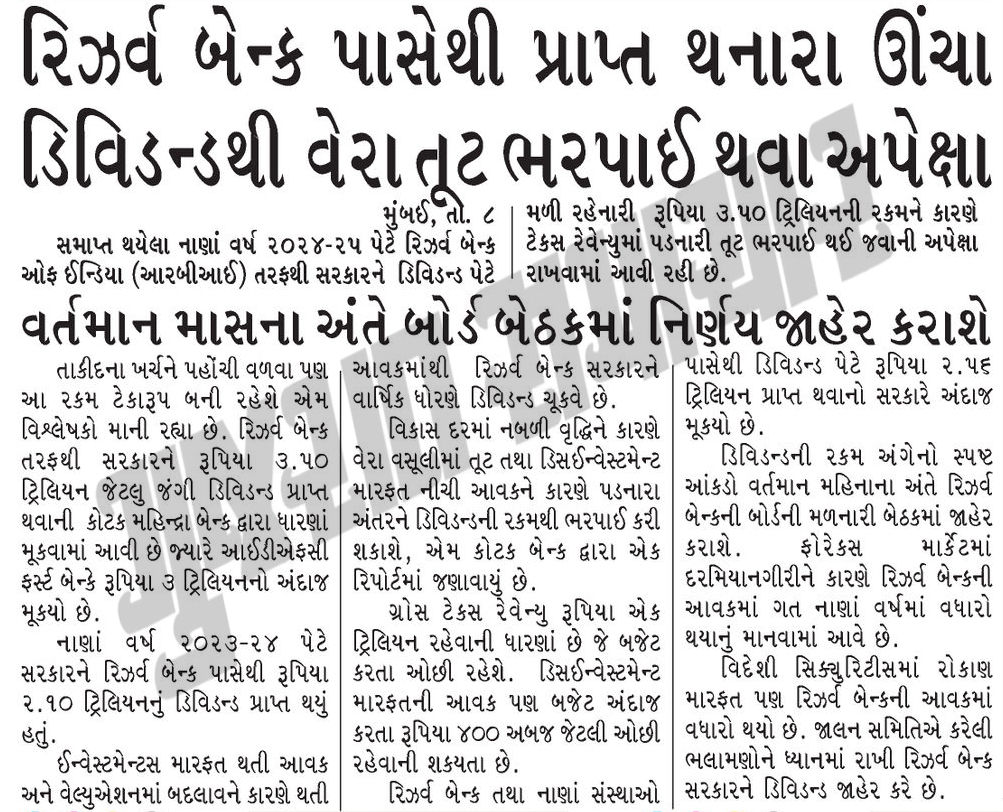 રિઝર્વ બેન્ક પાસેથી પ્રાપ્ત થનારા ઊંચા
ડિવિડન્ડથી વેરા તૂટ ભરપાઈ થવા અપેક્ષા
મુંબઈ, તા. ૮
સમાપ્ત થયેલા નાણાં વર્ષ ૨૦૨૪-૨૫ પેટે રિઝર્વ બેન્ક
ઓફ ઈન્ડિયા (આરબીઆઈ) તરફથી સરકારને ડિવિડન્ડ પેટે
મળી રહેનારી રૂપિયા ૩.૫૦ ટ્રિલિયનની રકમને કારણે
ટેકસ રેવેન્યુમાં પડનારી તૂટ ભરપાઈ થઈ જવાની અપેક્ષા
રાખવામાં આવી રહી છે.
વર્તમાન માસના અંતે બોર્ડ બેઠકમાં નિર્ણય જાહેર કરાશે
તાકીદના ખર્ચને પહોંચી વળવા પણ
આ રકમ ટેકારૂપ બની રહેશે એમ
વિશ્લેષકો માની રહ્યા છે. રિઝર્વ બેન્ક
તરફથી સરકારને રૂપિયા ૩.૫૦
ટ્રિલિયન જેટલુ જંગી ડિવિડન્ડ પ્રાપ્ત
થવાની કોટક મહિન્દ્રા બેન્ક દ્વારા ધારણાં
મૂકવામાં આવી છે જ્યારે આઈડીએફસી
ફર્સ્ટ બેન્કે રૂપિયા ૩ ટ્રિલિયનનો અંદાજ
મૂકયો છે.
નાણાં વર્ષ ૨૦૨૩-૨૪ પેટે
સરકારને રિઝર્વ બેન્ક પાસેથી રૂપિયા
૨.૧૦ ટ્રિલિયનનું ડિવિડન્ડ પ્રાપ્ત થયું
હતું.
ઈન્વેસ્ટમેન્ટસ મારફત થતી આવક
અને વેલ્યુએશનમાં બદલાવને કારણે થતી
આવકમાંથી રિઝર્વ બેન્ક સરકારને
વાર્ષિક ધોરણે ડિવિડન્ડ ચૂકવે છે.
વિકાસ દરમાં નબળી વૃદ્ધિને કારણે
વેરા વસૂલીમાં તૂટ તથા ડિસઈન્વેસ્ટમેન્ટ
મારફત નીચી આવકને કારણે પડનારા
અંતરને ડિવિડન્ડની રકમથી ભરપાઈ કરી
શકાશે, એમ કોટક બેન્ક દ્વારા એક
રિપોર્ટમાં જણાવાયું છે.
ગ્રોસ ટેકસ રેવેન્યુ રૂપિયા એક
ટ્રિલિયન રહેવાની ધારણાં છે જે બજેટ
કરતા ઓછી રહેશે. ડિસઈન્વેસ્ટમેન્ટ
મારફતની આવક પણ બજેટ અંદાજ
કરતા રૂપિયા ૪૦૦ અબજ જેટલી ઓછી
રહેવાની શકયતા છે.
રિઝર્વ બેન્ક તથા નાણાં સંસ્થાઓ
પાસેથી ડિવિડન્ડ પેટે રૂપિયા ૨.૫૬
ટ્રિલિયન પ્રાપ્ત થવાનો સરકારે અંદાજ
મૂકયો છે.
ડિવિડન્ડની રકમ અંગેનો સ્પષ્ટ
આંકડો વર્તમાન મહિનાના અંતે રિઝર્વ
બેન્કની બોર્ડની મળનારી બેઠકમાં જાહેર
કરાશે. ફોરેકસ માર્કેટમાં
દરમિયાનગીરીને કારણે રિઝર્વ બેન્કની
આવકમાં ગત નાણાં વર્ષમાં વધારો
થયાનું માનવામાં આવે છે.
વિદેશી સિક્યુરિટીસમાં રોકાણ
મારફત પણ રિઝર્વ બેન્કની આવકમાં
વધારો થયો છે. જાલન સમિતિએ કરેલી
ભલામણોને ધ્યાનમાં રાખી રિઝર્વ બેન્ક
સરકારને ડિવિડન્ડ જાહેર કરે છે.
ગુજરાત સમાચાર